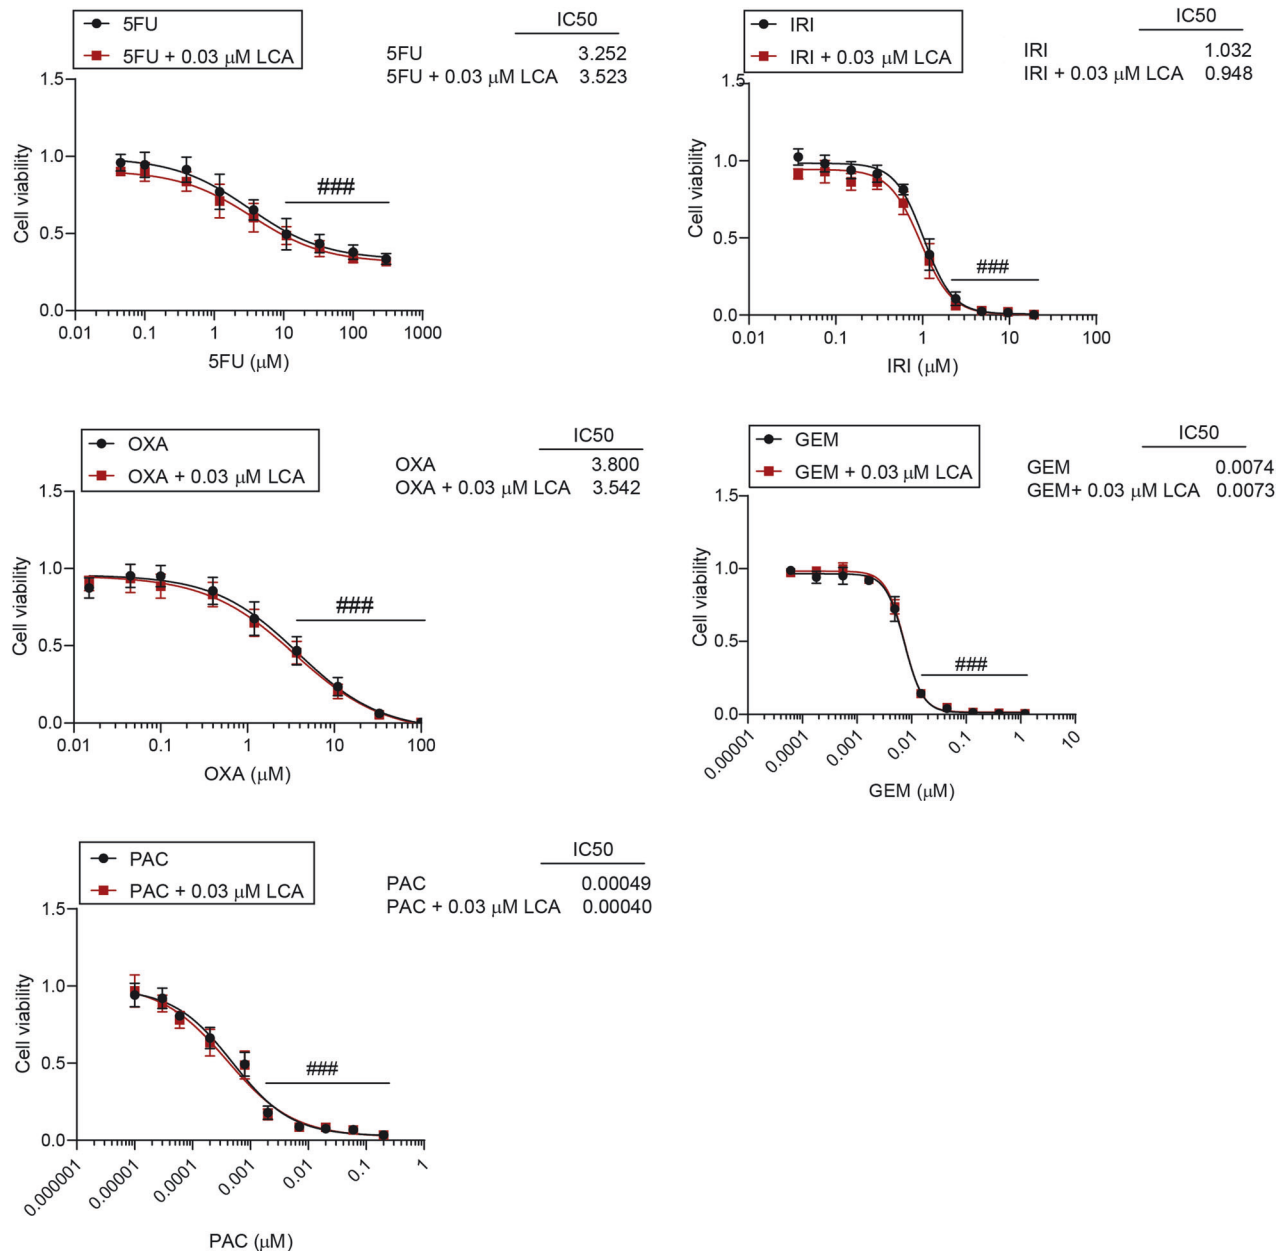 5FU
5FU + 0.03 μM LCA
IC50
5FU 3.252
5FU + 0.03 μM LCA 3.523
1.5
1.0
0.5
0.0
Cell viability
###
0.01 0.1 1 10 100 1000
5FU (μM)
IRI
IRI + 0.03 μM LCA
IC50
IRI 1.032
IRI + 0.03 μM LCA 0.948
1.5
1.0
0.5
0.0
Cell viability
###
0.01 0.1 1 10 100
IRI (μM)
OXA
OXA + 0.03 μM LCA
IC50
OXA 3.800
OXA + 0.03 μM LCA 3.542
1.5
1.0
0.5
0.0
Cell viability
###
0.01 0.1 1 10 100
OXA (μM)
GEM
GEM + 0.03 μM LCA
IC50
GEM 0.0074
GEM+ 0.03 μM LCA 0.0073
1.5
1.0
0.5
0.0
Cell viability
###
0.00001 0.0001 0.001 0.01 0.1 1 10
GEM (μM)
PAC
PAC + 0.03 μM LCA
IC50
PAC 0.00049
PAC + 0.03 μM LCA 0.00040
1.5
1.0
0.5
0.0
Cell viability
###
0.000001 0.00001 0.0001 0.001 0.01 0.1 1
PAC (μM)